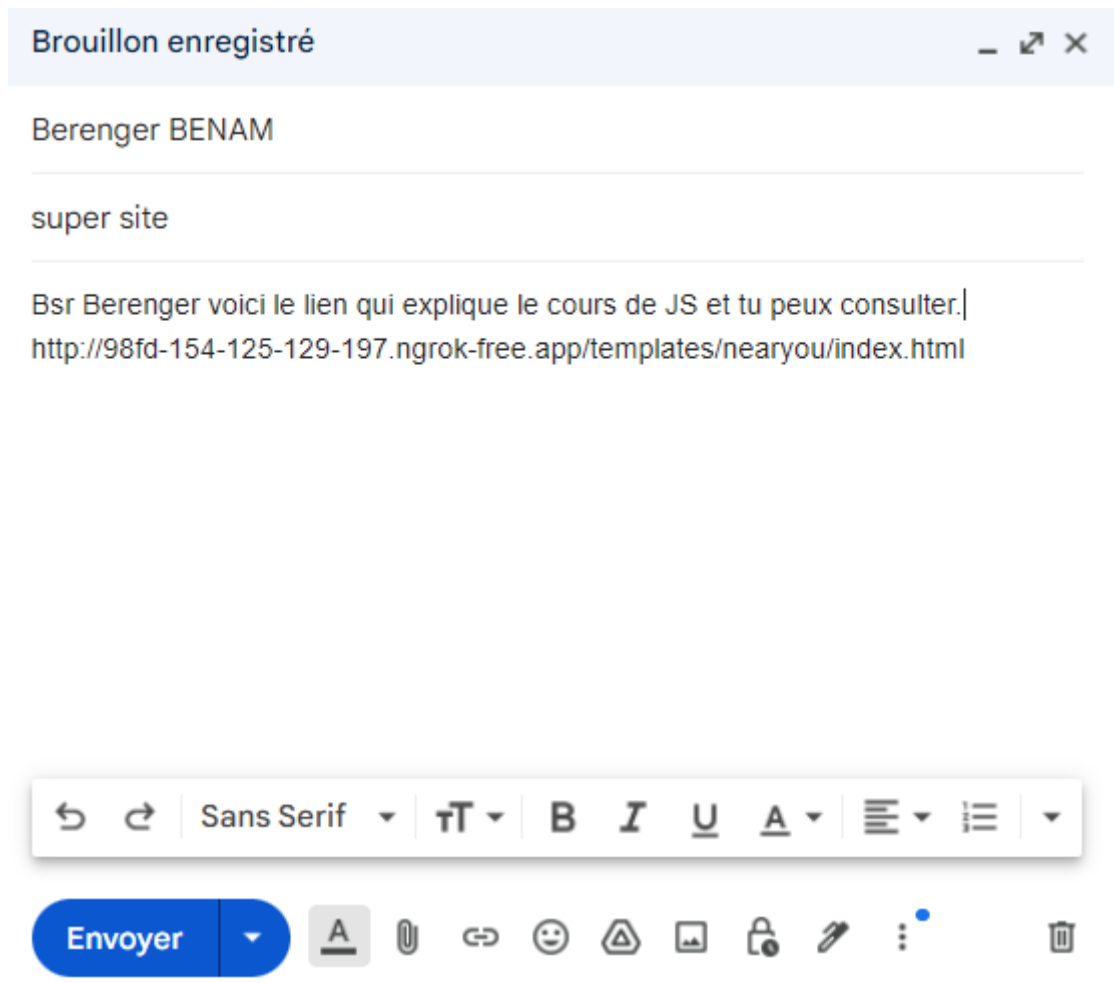 Brouillon enregistré
Berenger BENAM
super site
Bsr Berenger voici le lien qui explique le cours de JS et tu peux consulter.
http://98fd-154-125-129-197.ngrok-free.app/templates/nearyou/index.html
Sans Serif
Envoyer